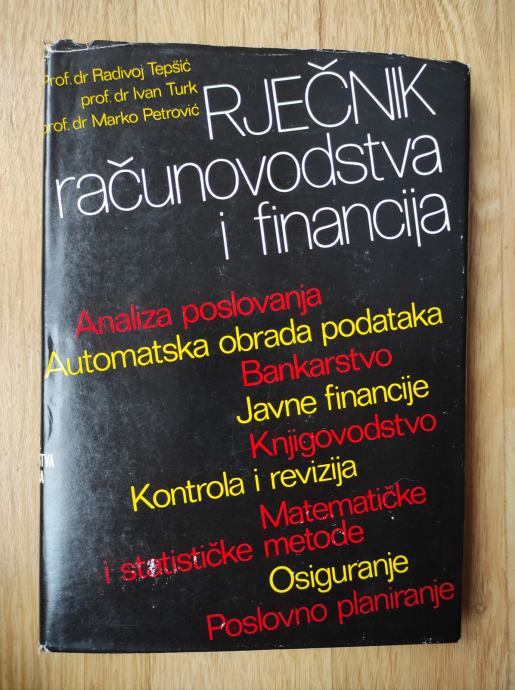 Prof. dr Radivoj Tepšić
prof. dr Ivan Turk
prof. dr Marko Petrović
RJEČNIK
računovodstva
i financija
Analiza poslovanja
Automatska obrada podataka
Bankarstvo
Javne financije
Knjigovodstvo
Kontrola i revizija
Matematičke
i statističke metode
Osiguranje
Poslovno planiranje